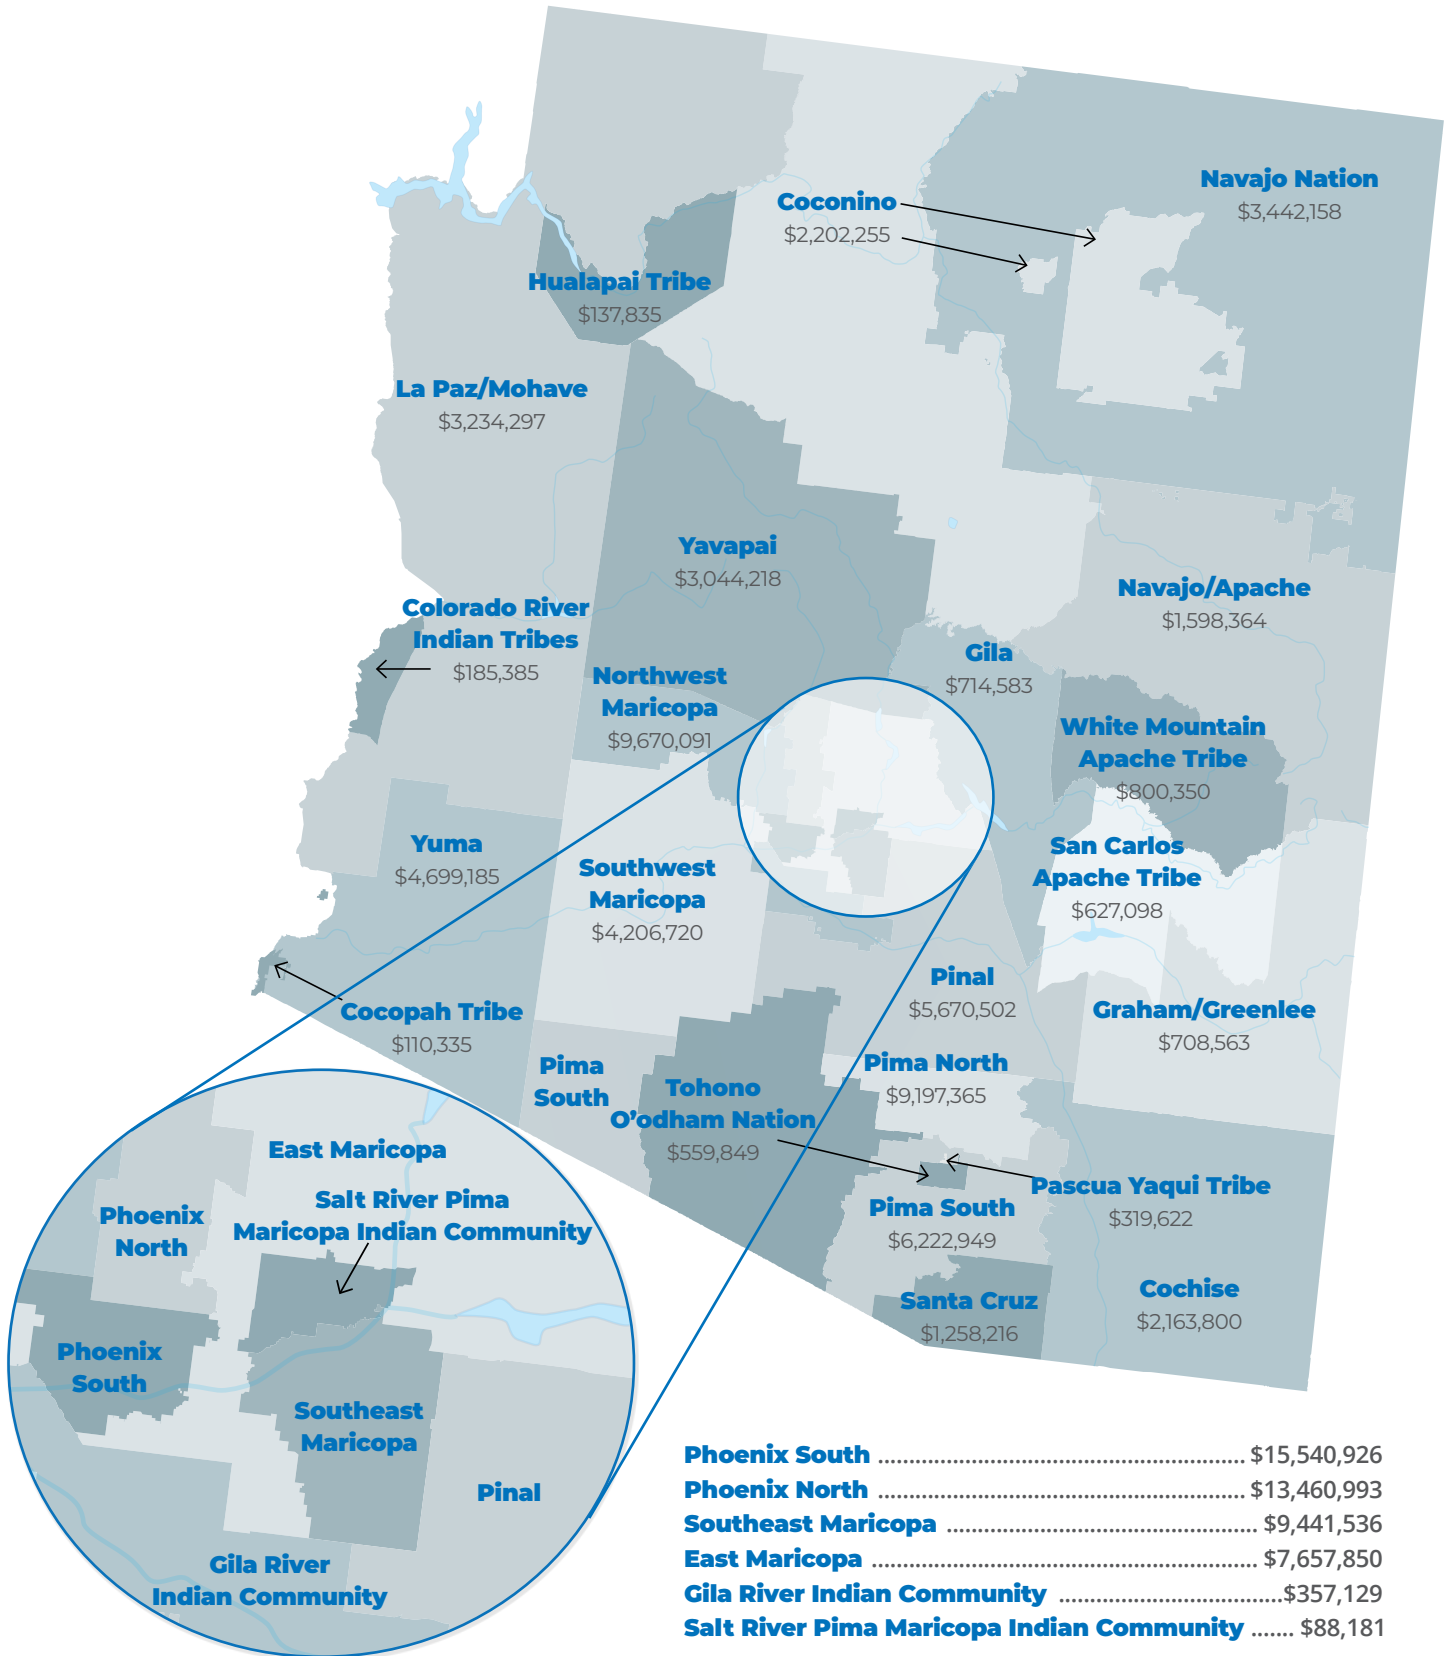 Navajo Nation
$3,442,158
Coconino
$2,202,255
Hualapai Tribe
$137,835
La Paz/Mohave
$3,234,297
Yavapai
$3,044,218
Navajo/Apache
$1,598,364
Colorado River
Indian Tribes
$185,385
Gila
$714,583
Northwest
Maricopa
$9,670,091
White Mountain
Apache Tribe
$800,350
Yuma
$4,699,185
San Carlos
Apache Tribe
$627,098
Southwest
Maricopa
$4,206,720
Pinal
$5,670,502
Cocopah Tribe
$110,335
Graham/Greenlee
$708,563
Pima
South
Pima North
$9,197,365
Tohono
O’odham Nation
$559,849
Pascua Yaqui Tribe
$319,622
Pima South
$6,222,949
Santa Cruz
$1,258,216
Cochise
$2,163,800
East Maricopa
Salt River Pima
Maricopa Indian Community
Phoenix
North
Phoenix
South
Southeast
Maricopa
Pinal
Gila River
Indian Community
Phoenix South ........ $15,540,926
Phoenix North ........ $13,460,993
Southeast Maricopa ........ $9,441,536
East Maricopa ........ $7,657,850
Gila River Indian Community ........ $357,129
Salt River Pima Maricopa Indian Community ....... $88,181